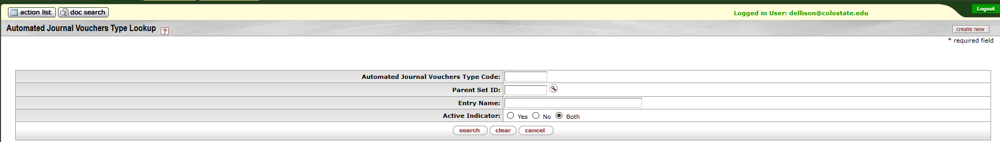 action list doc search
Logged in User: dellison@colostate.edu
Logout
Automated Journal Vouchers Type Lookup ?
create new
* required field
Automated Journal Vouchers Type Code:
Parent Set ID:
Entry Name:
Active Indicator: Yes No Both
search clear cancel